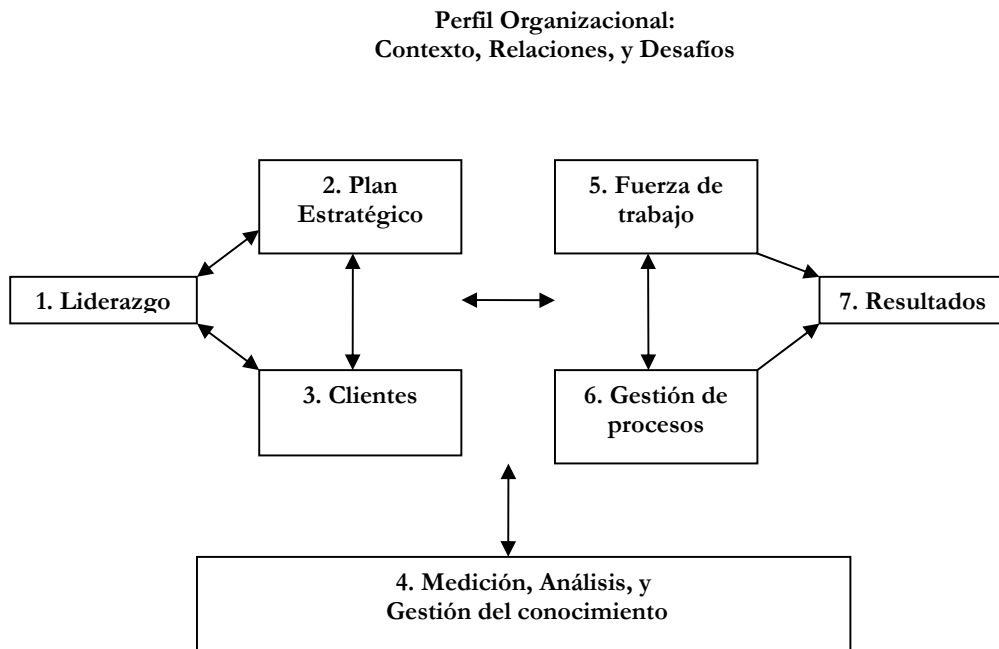 Perfil Organizacional:
Contexto, Relaciones, y Desafíos
2. Plan
Estratégico
5. Fuerza de
trabajo
1. Liderazgo
7. Resultados
3. Clientes
6. Gestión de
procesos
4. Medición, Análisis, y
Gestión del conocimiento